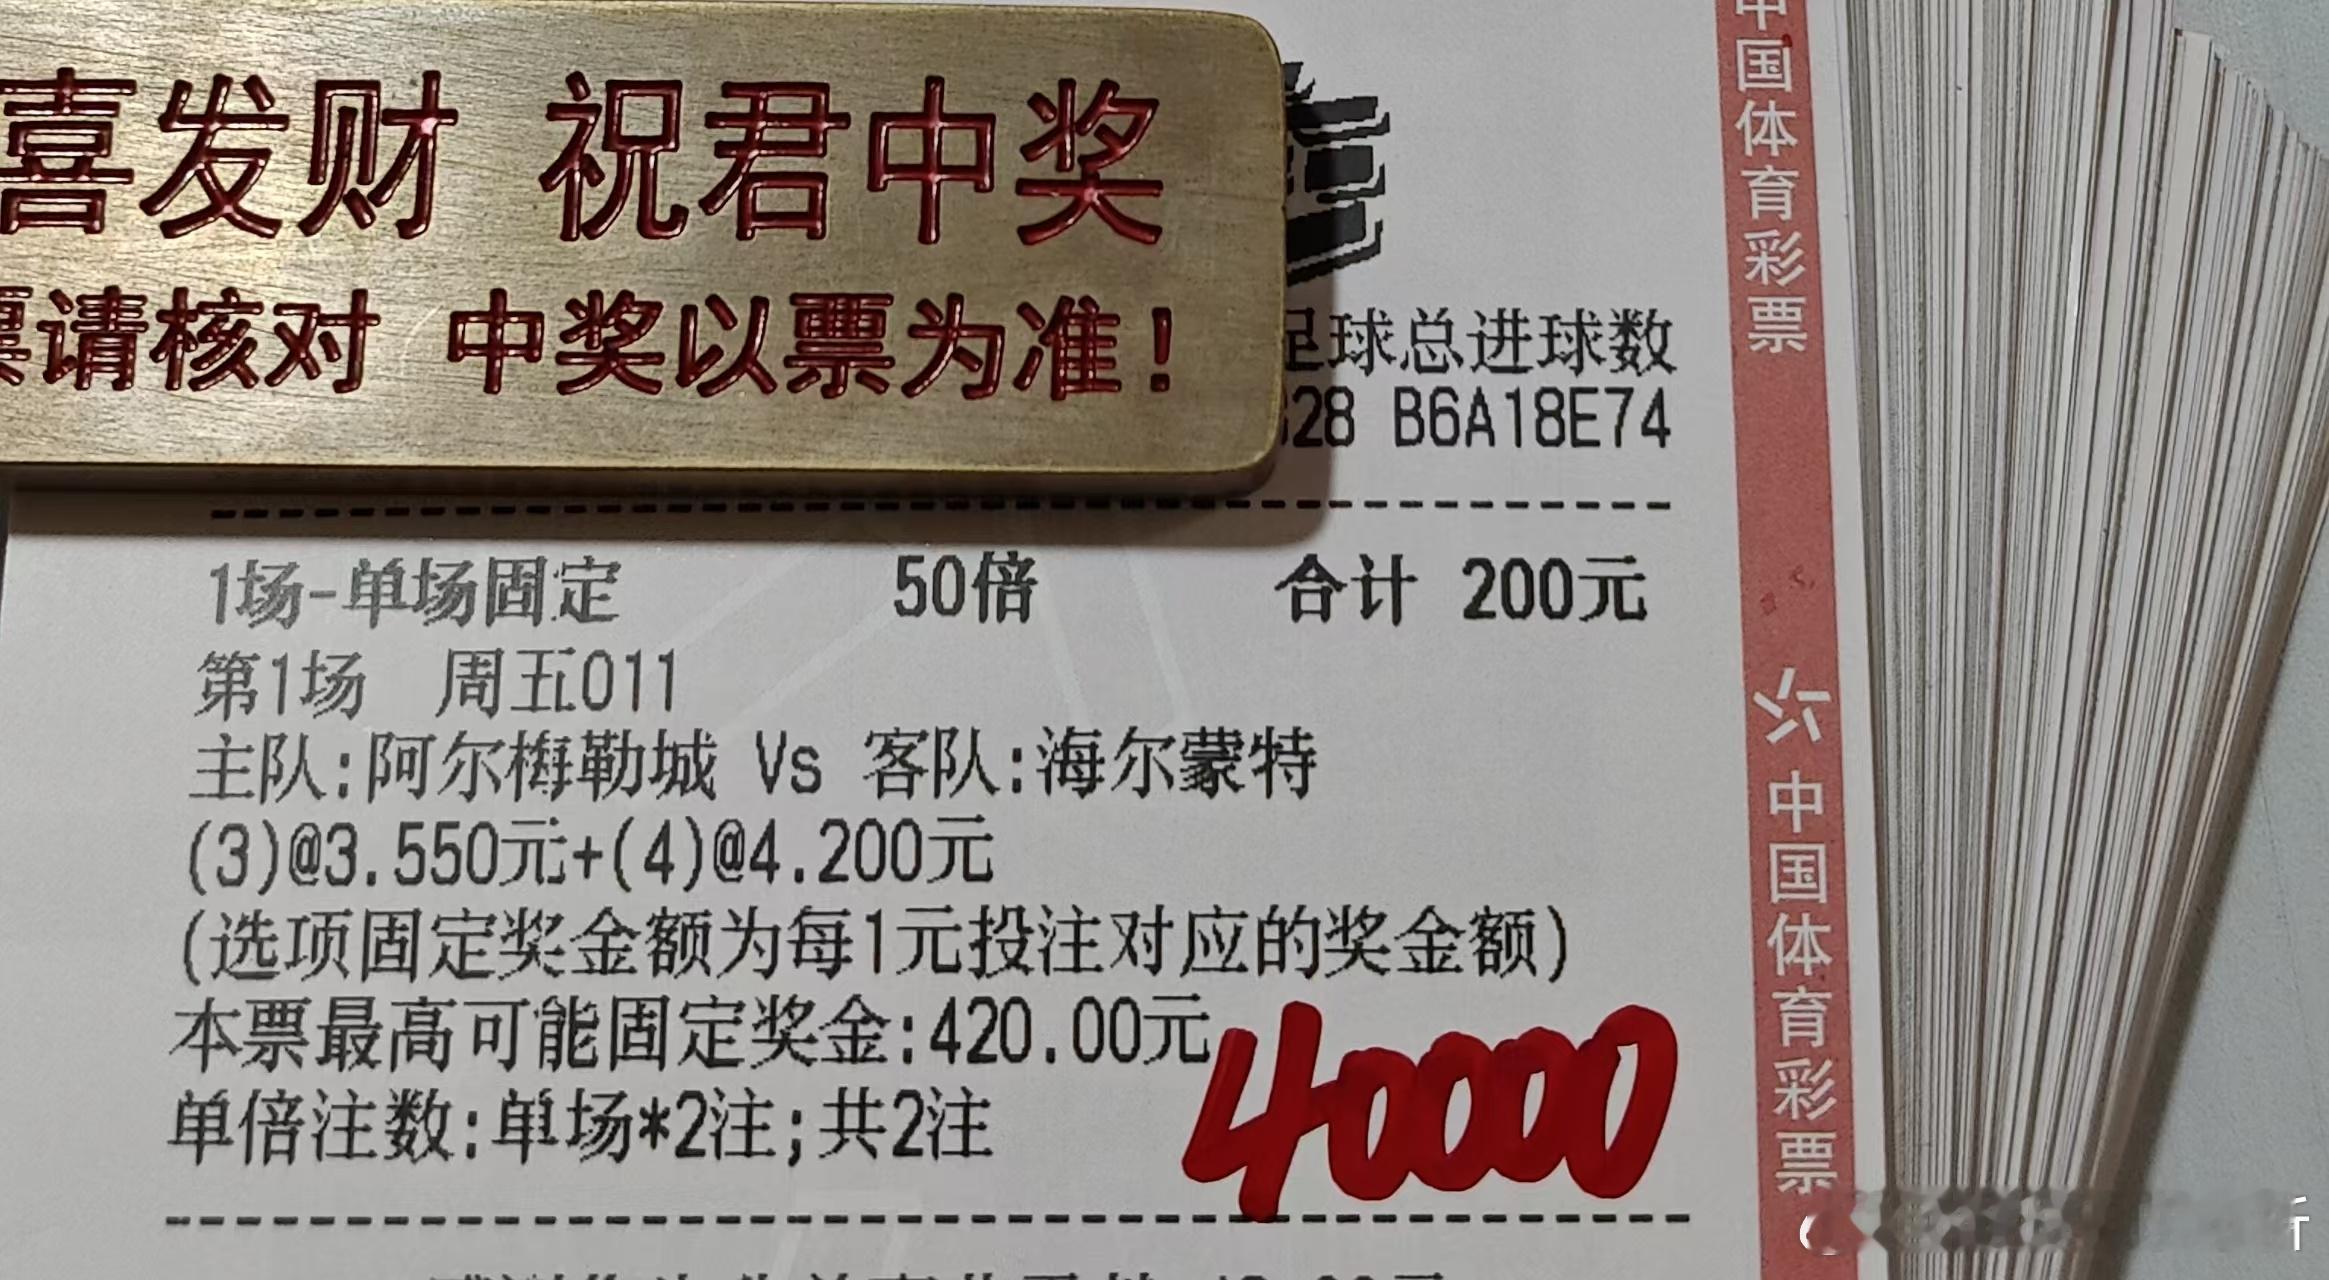 喜发财 祝君中奖
票请核对 中奖以票为准!
足球总进球数
28 B6A18E74
1场-单场固定 50倍 合计 200元
第1场 周五011
主队:阿尔梅勒城 Vs 客队:海尔蒙特
(3)@3.550元+(4)@4.200元
(选项固定奖金额为每1元投注对应的奖金额)
本票最高可能固定奖金:420.00元
40000
单倍注数:单场*2注;共2注
中国体育彩票
中国体育彩票